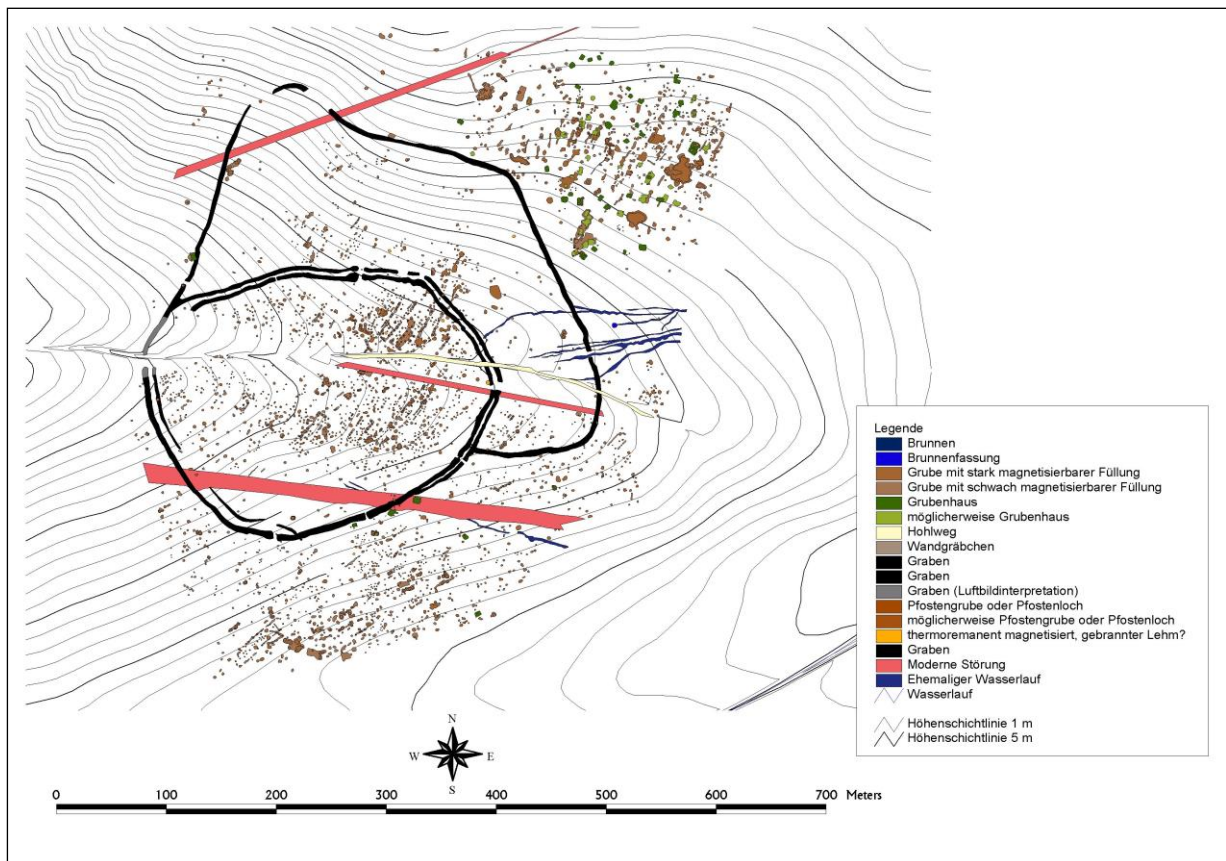 Legende
Brunnen
Brunnenfassung
Grube mit stark magnetisierbarer Füllung
Grube mit schwach magnetisierbarer Füllung
Grubenhaus
möglicherweise Grubenhaus
Hohlweg
Wandgräbchen
Graben
Graben
Graben (Luftbildinterpretation)
Pfostengrube oder Pfostenloch
möglicherweise Pfostengrube oder Pfostenloch
thermoremanent magnetisiert, gebrannter Lehm?
Graben
Moderne Störung
Ehemaliger Wasserlauf
Wasserlauf
Höhenschichtlinie 1 m
Höhenschichtlinie 5 m
N
W E
S
0 100 200 300 400 500 600 700 Meters